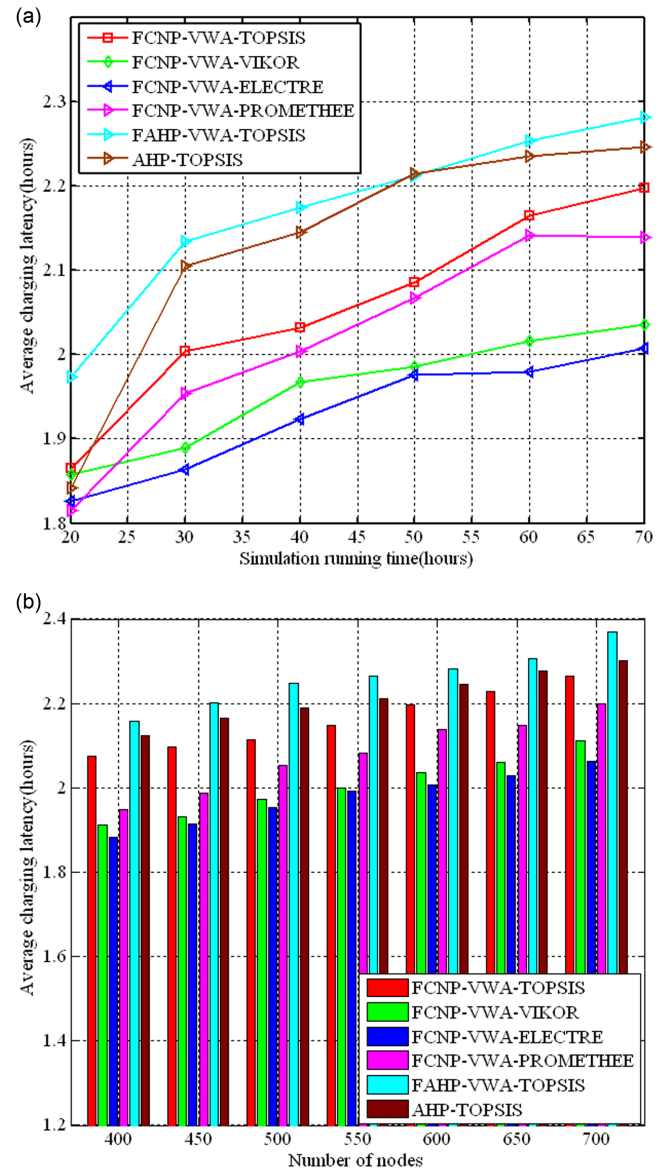 (a)
FCNP-VWA-TOPSIS
FCNP-VWA-VIKOR
FCNP-VWA-ELECTRE
FCNP-VWA-PROMETHEE
FAHP-VWA-TOPSIS
AHP-TOPSIS
Average charging latency(hours)
2.3
2.2
2.1
2
1.9
1.8
20 25 30 35 40 45 50 55 60 65 70
Simulation running time(hours)
(b)
Average charging latency(hours)
2.4
2.2
2
1.8
1.6
1.4
1.2
FCNP-VWA-TOPSIS
FCNP-VWA-VIKOR
FCNP-VWA-ELECTRE
FCNP-VWA-PROMETHEE
FAHP-VWA-TOPSIS
AHP-TOPSIS
400 450 500 550 600 650 700
Number of nodes